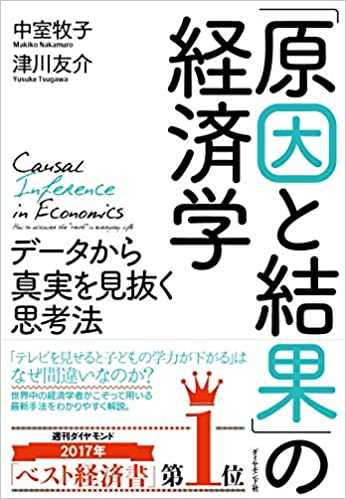 中室牧子
Makiko Nakamuro
津川友介
Yusuke Tsugawa
「原因と結果」の
経済学
Causal
Inference
in Economics
How to discover the "truth" in everyday life
データから
真実を見抜く
思考法
「テレビを見せると子どもの学力が下がる」は
なぜ間違いなのか?
世界中の経済学者がこぞって用いる
最新手法をわかりやすく解説。
週刊ダイヤモンド
2017年
「ベスト経済書」第1位
ダイヤモンド社